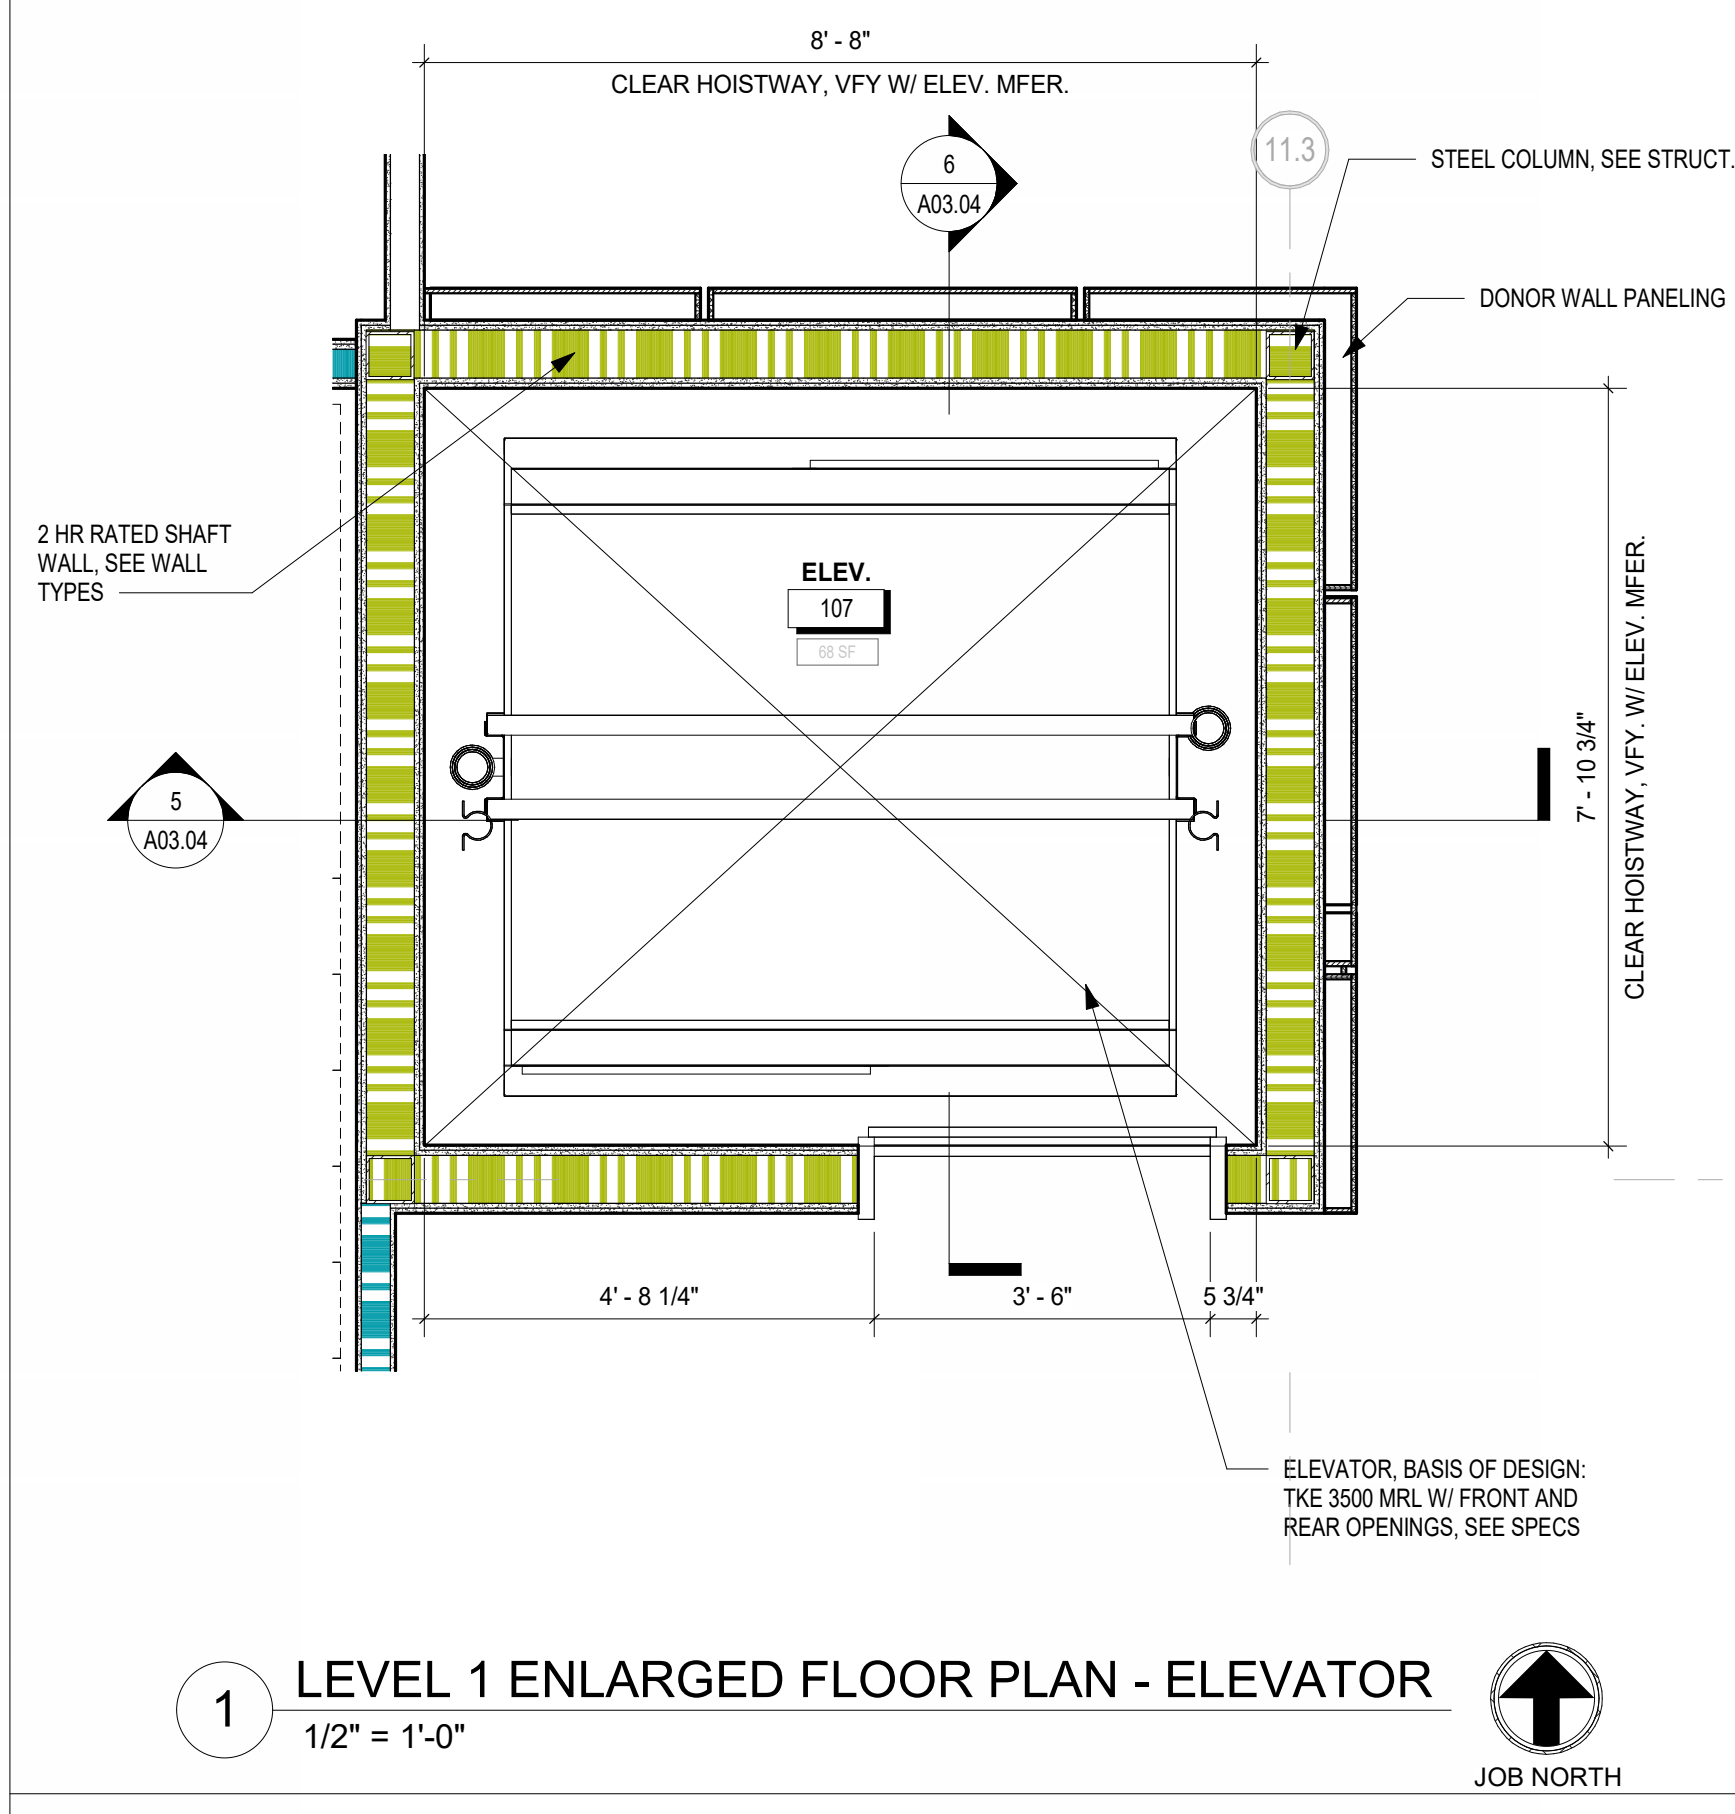 8' - 8"
CLEAR HOISTWAY, VFY W/ ELEV. MFER.
6
A03.04
11.3
STEEL COLUMN, SEE STRUCT.
DONOR WALL PANELING
2 HR RATED SHAFT
WALL, SEE WALL
TYPES
ELEV.
107
68 SF
5
A03.04
7' - 10 3/4"
CLEAR HOISTWAY, VFY. W/ ELEV. MFER.
4' - 8 1/4"
3' - 6"
5 3/4"
ELEVATOR, BASIS OF DESIGN:
TKE 3500 MRL W/ FRONT AND
REAR OPENINGS, SEE SPECS
1
LEVEL 1 ENLARGED FLOOR PLAN - ELEVATOR
1/2" = 1'-0"
JOB NORTH